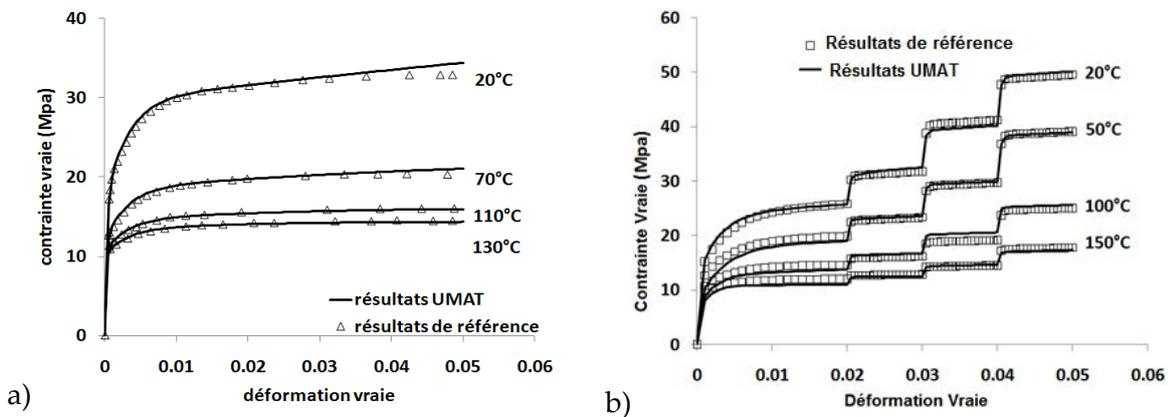 40
30
20
10
0
contrainte vraie (Mpa)
20°C
70°C
110°C
130°C
résultats UMAT
résultats de référence
0 0.01 0.02 0.03 0.04 0.05 0.06
déformation vraie
a)
60
50
40
30
20
10
0
Contrainte Vraie (Mpa)
Résultats de référence
Résultats UMAT
20°C
50°C
100°C
150°C
0 0.01 0.02 0.03 0.04 0.05 0.06
Déformation Vraie
b)